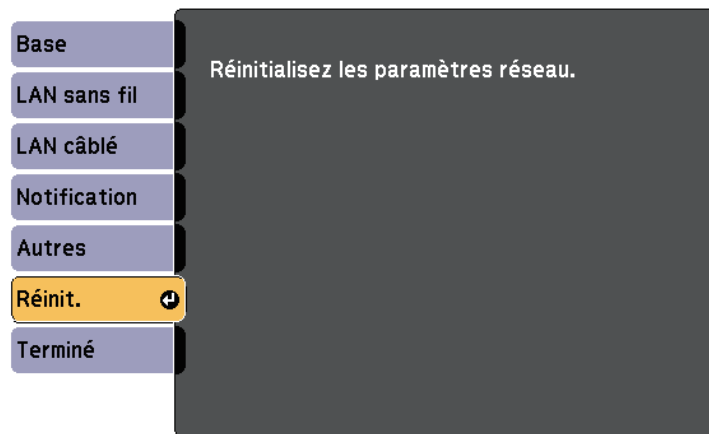 Base
LAN sans fil
LAN câblé
Notification
Autres
Réinit.
Terminé
Réinitialisez les paramètres réseau.